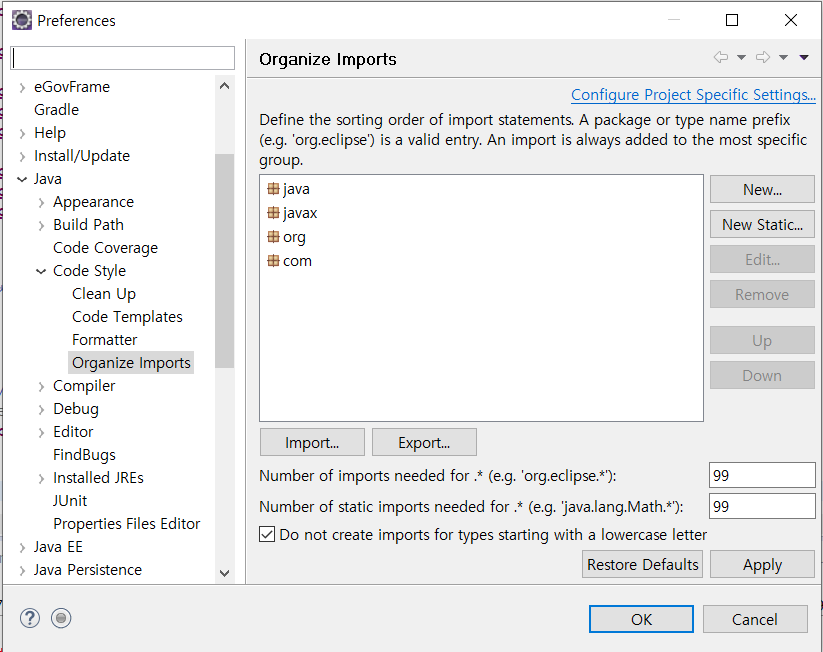 Preferences
eGovFrame
Gradle
Help
Install/Update
Java
Appearance
Build Path
Code Coverage
Code Style
Clean Up
Code Templates
Formatter
Organize Imports
Compiler
Debug
Editor
FindBugs
Installed JREs
JUnit
Properties Files Editor
Java EE
Java Persistence
Organize Imports
Configure Project Specific Settings...
Define the sorting order of import statements. A package or type name prefix
(e.g. 'org.eclipse') is a valid entry. An import is always added to the most specific
group.
java
javax
org
com
New...
New Static...
Edit...
Remove
Up
Down
Import...
Export...
Number of imports needed for .* (e.g. 'org.eclipse.*'):
99
Number of static imports needed for .* (e.g. 'java.lang.Math.*'):
99
Do not create imports for types starting with a lowercase letter
Restore Defaults
Apply
?
OK
Cancel